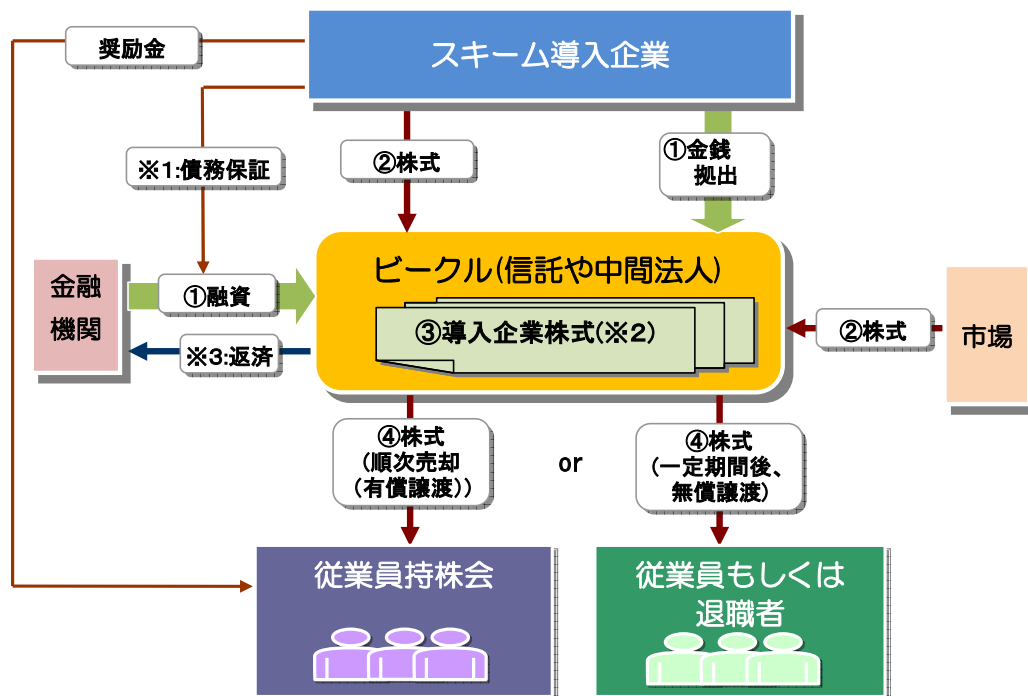 奨励金
スキーム導入企業
※1:債務保証
②株式
①金銭
拠出
ビークル(信託や中間法人)
金融
機関
①融資
③導入企業株式(※2)
②株式
市場
※3:返済
④株式
(順次売却
(有償譲渡))
or
④株式
(一定期間後、
無償譲渡)
従業員持株会
従業員もしくは
退職者